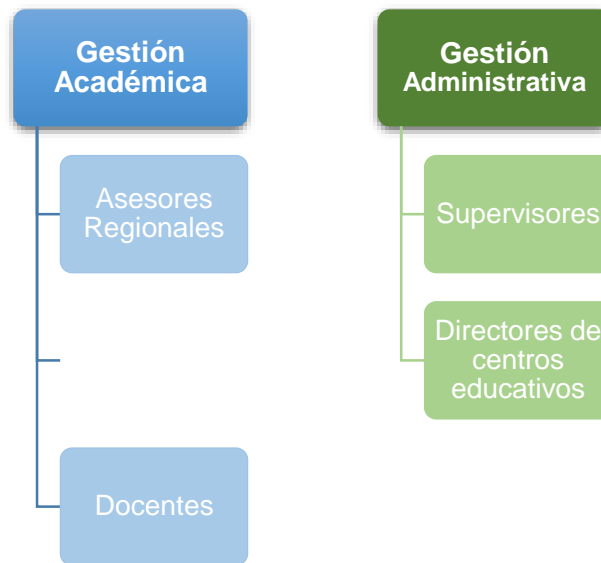 Gestión
Académica
Asesores
Regionales
Docentes
Gestión
Administrativa
Supervisores
Directores de
centros
educativos